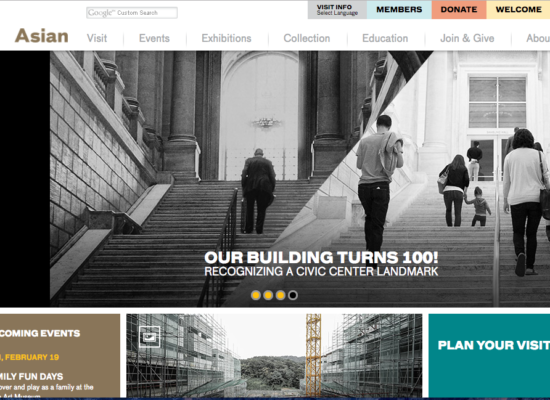 Google™ Custom Search
VISIT INFO
Select Language
MEMBERS
DONATE
WELCOME
Asian
Visit
Events
Exhibitions
Collection
Education
Join & Give
Abou
OUR BUILDING TURNS 100!
RECOGNIZING A CIVIC CENTER LANDMARK
COMING EVENTS
, FEBRUARY 19
MILY FUN DAYS
over and play as a family at the
Art Museum
PLAN YOUR VISIT